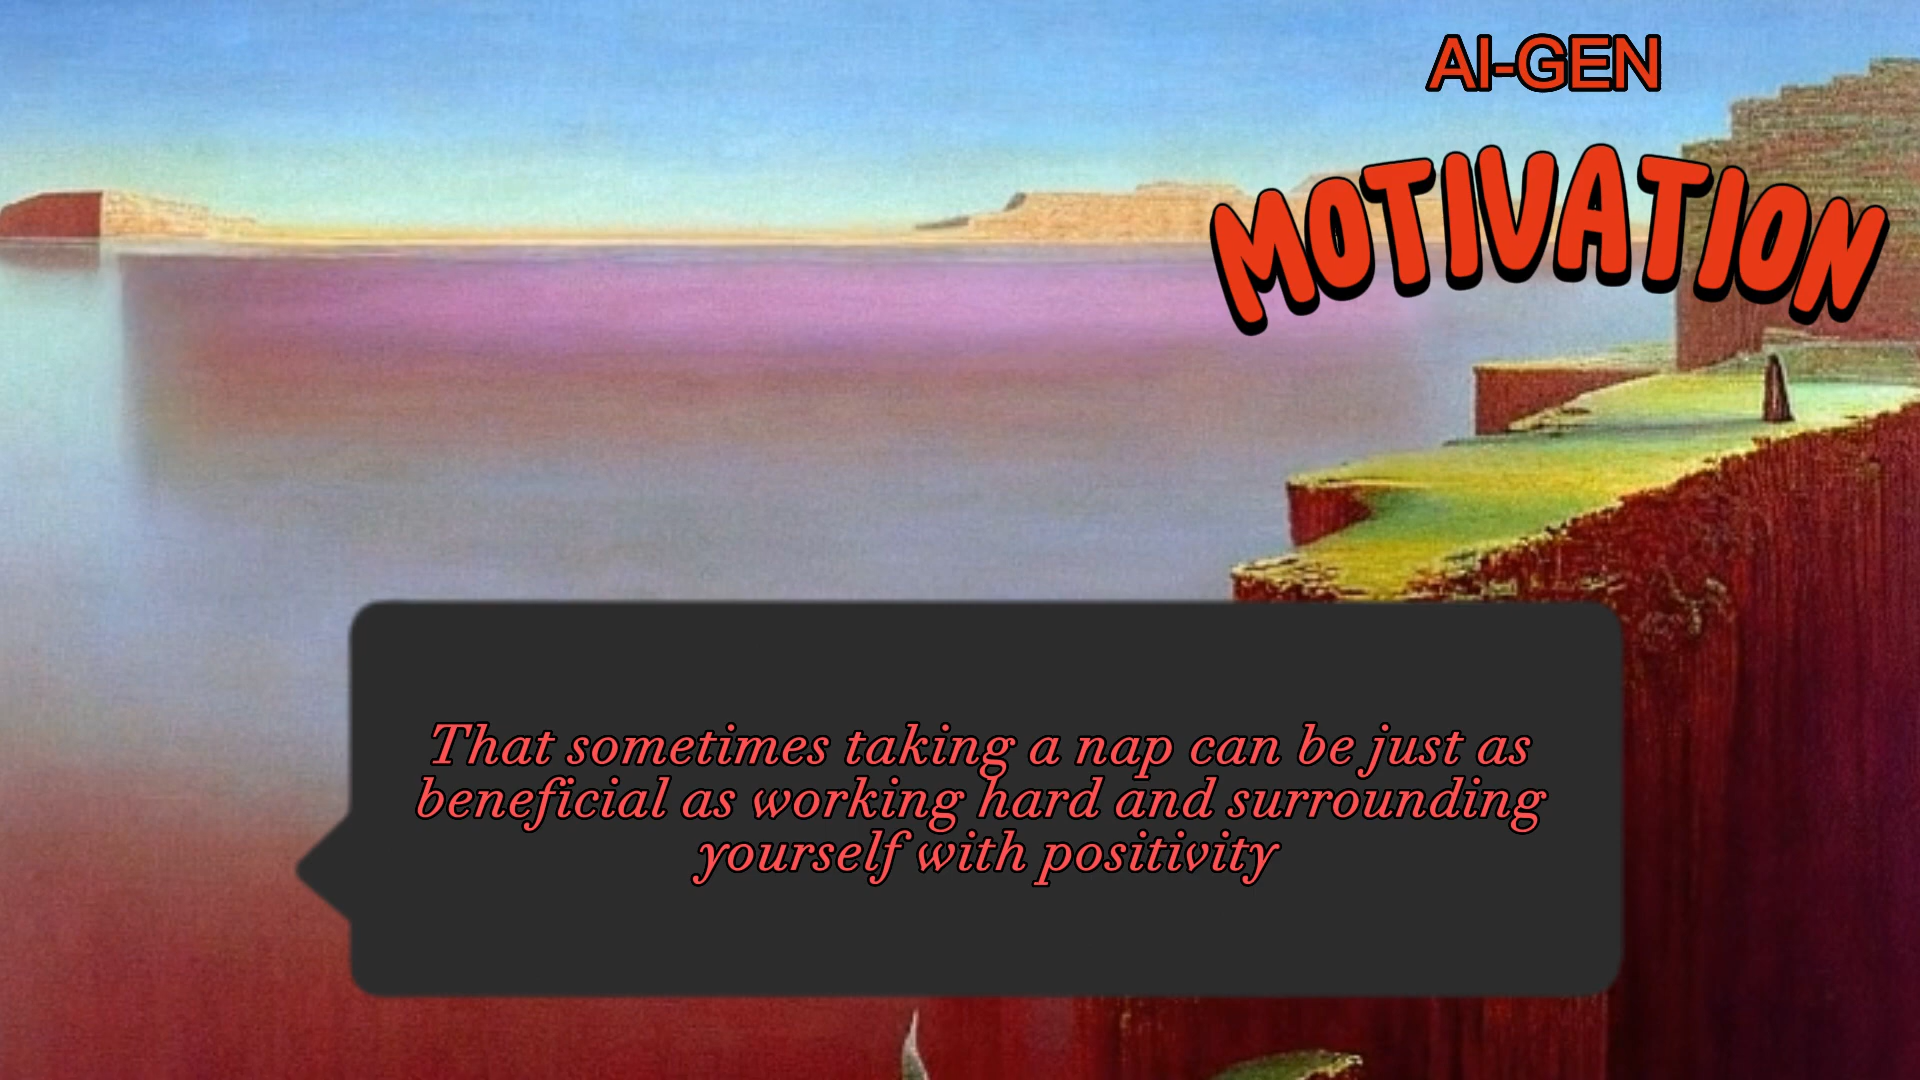 AI-GEN
MOTIVATION
That sometimes taking a nap can be just as
beneficial as working hard and surrounding
yourself with positivity